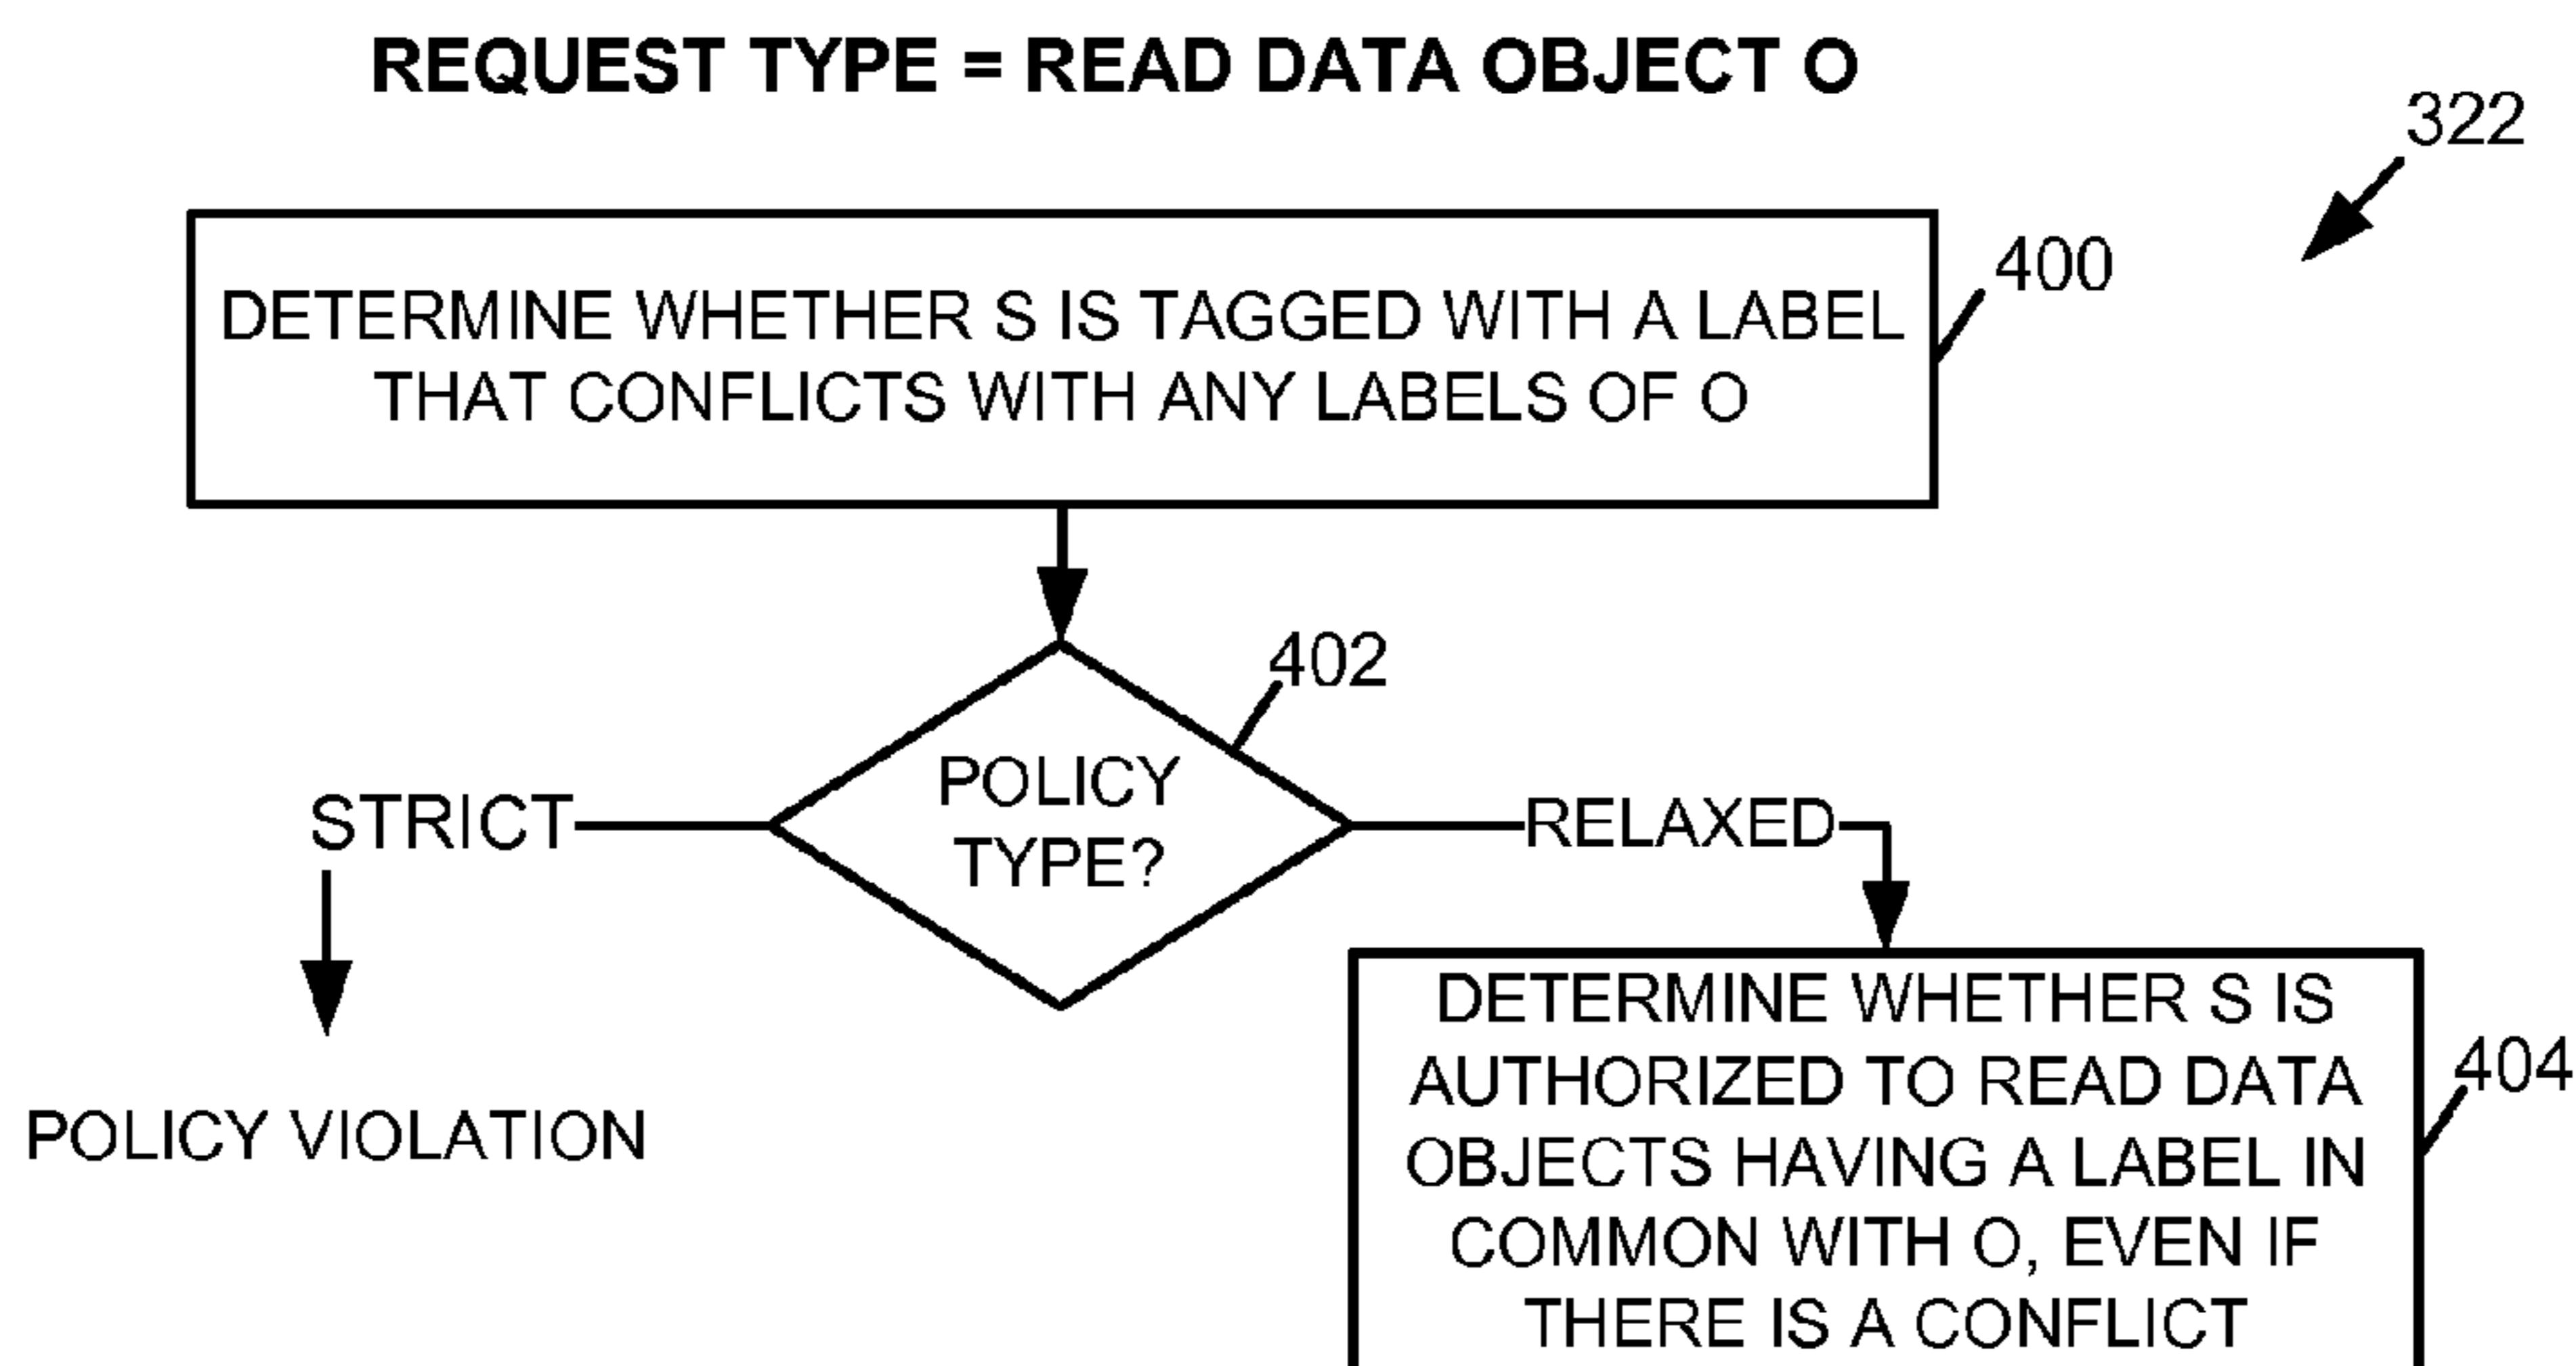 REQUEST TYPE = READ DATA OBJECT O
322
400
DETERMINE WHETHER S IS TAGGED WITH A LABEL
THAT CONFLICTS WITH ANY LABELS OF O
402
POLICY
TYPE?
STRICT
RELAXED
POLICY VIOLATION
DETERMINE WHETHER S IS
AUTHORIZED TO READ DATA
OBJECTS HAVING A LABEL IN
COMMON WITH O, EVEN IF
THERE IS A CONFLICT
404